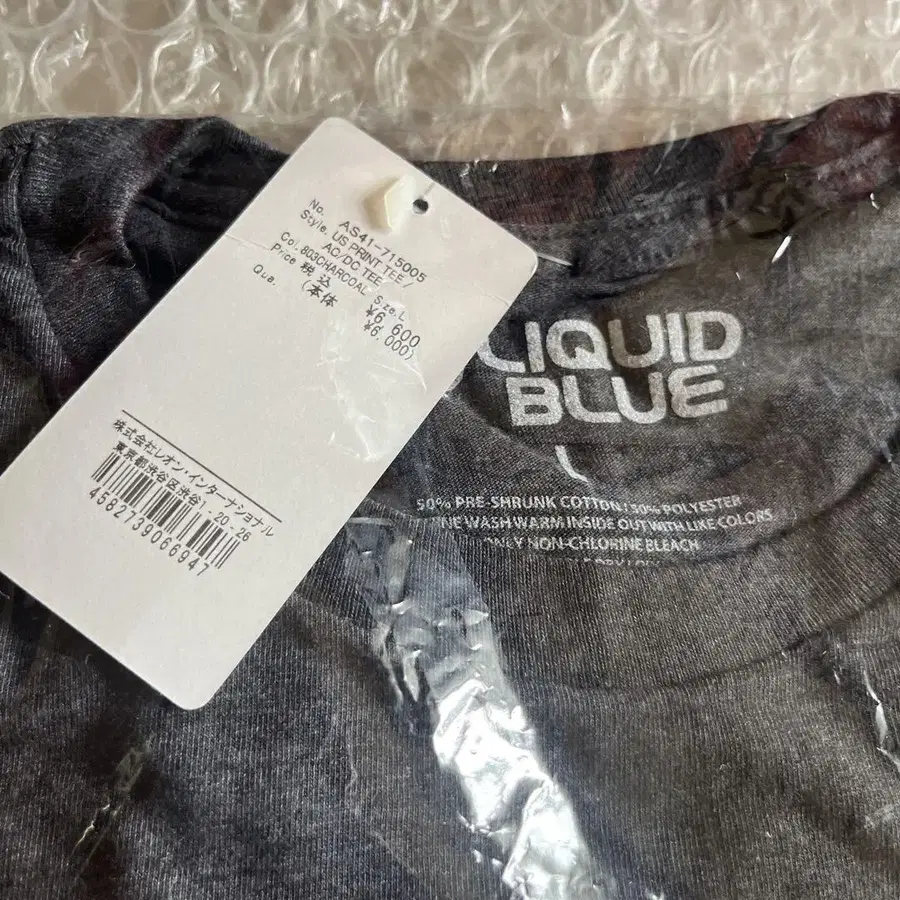 No. AS41-715005
Style. US PRINT TEE/
AC/DC TEE
Col. 803CHARCOAL Size. L
Price 税込 ¥6,600
(本体 ¥6,000)
Qua.
株式会社レオン・インターナショナル
東京都渋谷区渋谷1-20-26
4582739066947
LIQUID
BLUE
L
50% PRE-SHRUNK COTTON / 50% POLYESTER
NE WASH WARM INSIDE OUT WITH LIKE COLORS
ONLY NON-CHLORINE BLEACH